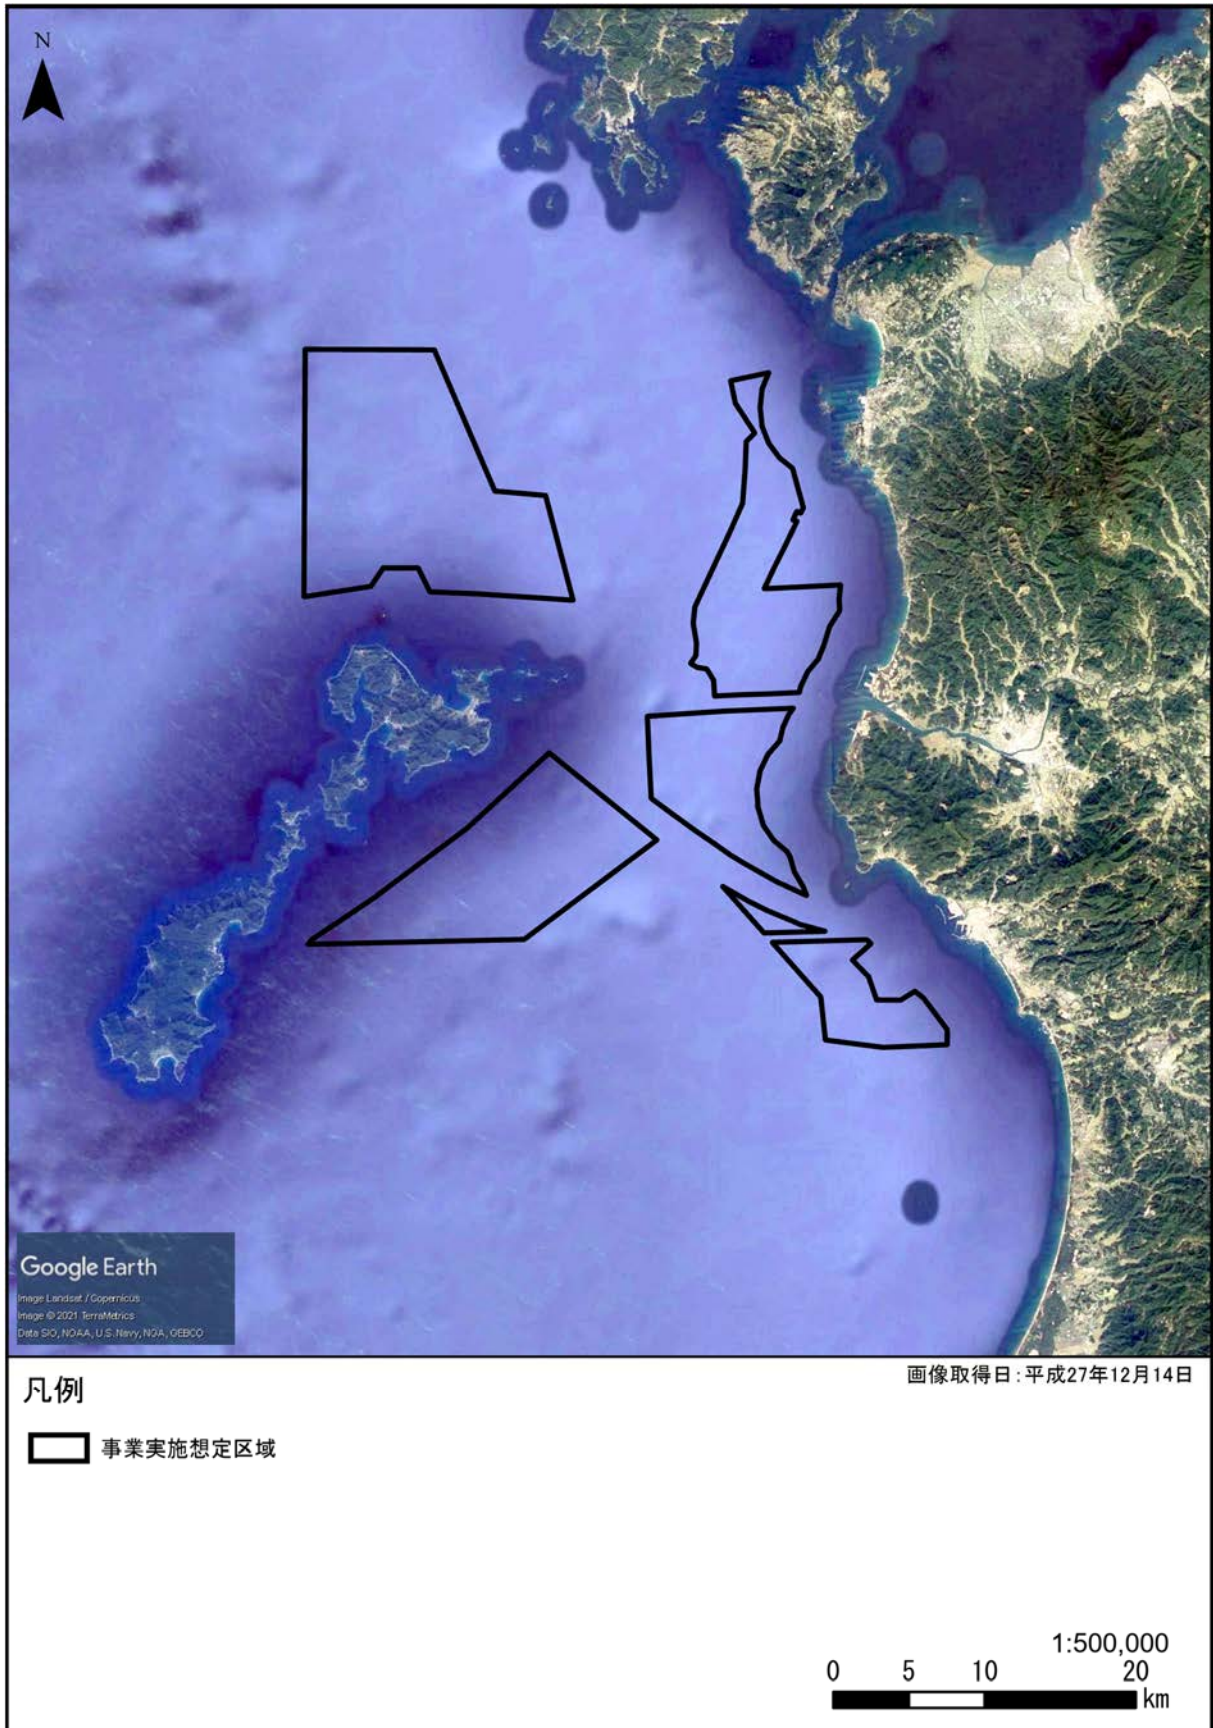 N
Google Earth
Image Landsat / Copernicus
Image © 2021 TerraMetrics
Data SIO, NOAA, U.S. Navy, NGA, GEBCO
画像取得日:平成27年12月14日
凡例
事業実施想定区域
1:500,000
0 5 10 20
km